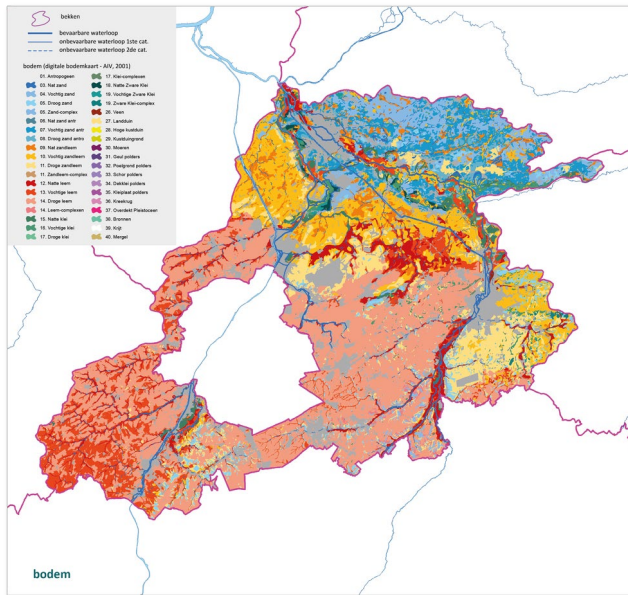 bekken
bevaarbare waterloop
onbevaarbare waterloop 1ste cat.
onbevaarbare waterloop 2de cat.
bodem (digitale bodemkaart - AIV, 2001)
01. Antropogeen
03. Nat zand
04. Vochtig zand
05. Droog zand
05. Zand-complex
06. Nat zand antr
07. Vochtig zand antr
08. Droog zand antro
09. Nat zandleem
10. Vochtig zandleem
11. Droge zandleem
11. Zandleem-complex
12. Natte leem
13. Vochtige leem
14. Droge leem
14. Leem-complexen
15. Natte klei
16. Vochtige klei
17. Droge klei
17. Klei-complexen
18. Natte Zware Klei
19. Vochtige Zware Klei
19. Zware Klei-complex
26. Veen
27. Landduin
28. Hoge kustduin
29. Kunstduingrond
30. Moeren
31. Geul polders
32. Poelgrond polders
33. Schor polders
34. Dekklei polders
35. Kleiplaat polders
36. Kreekrug
37. Overdekt Pleistoceen
38. Bronnen
39. Krijt
40. Mergel
bodem